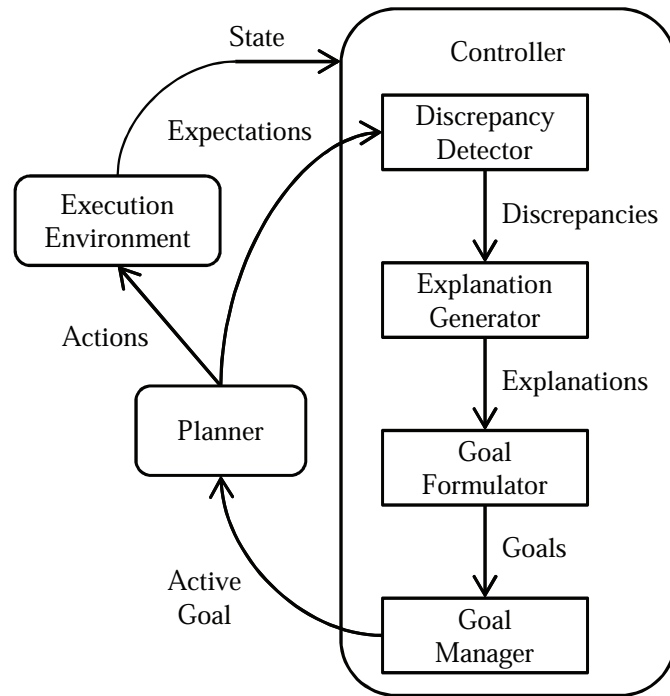 State
Controller
Expectations
Discrepancy
Detector
Execution
Environment
Discrepancies
Explanation
Generator
Actions
Explanations
Planner
Goal
Formulator
Goals
Active
Goal
Goal
Manager